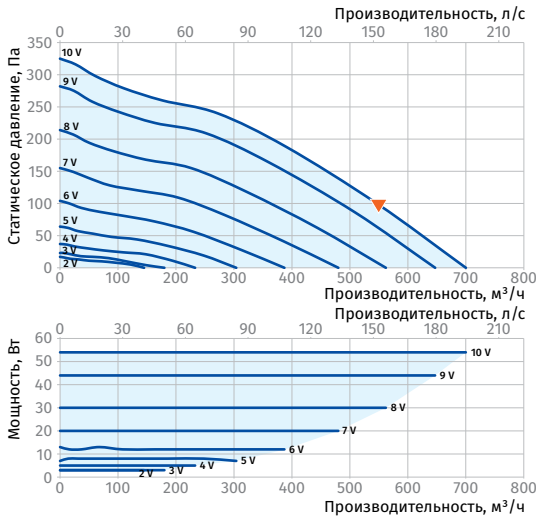 Производительность, л/с
0 30 60 90 120 150 180 210
Статическое давление, Па
350
300
250
200
150
100
50
0
10 V
9 V
8 V
7 V
6 V
5 V
4 V
3 V
2 V
0 100 200 300 400 500 600 700 800
Производительность, м³/ч
Производительность, л/с
0 30 60 90 120 150 180 210
Мощность, Вт
60
50
40
30
20
10
0
10 V
9 V
8 V
7 V
6 V
5 V
4 V
3 V
2 V
0 100 200 300 400 500 600 700 800
Производительность, м³/ч